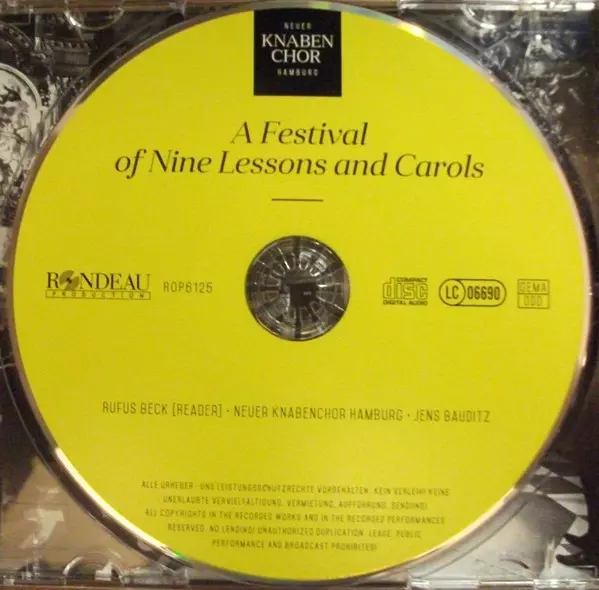 NEUER
KNABEN
CHOR
HAMBURG
A Festival
of Nine Lessons and Carols
RONDEAU
PRODUCTION
ROP6125
COMPACT
disc
DIGITAL AUDIO
LC 06690
GEMA
DDD
RUFUS BECK [READER] · NEUER KNABENCHOR HAMBURG · JENS BAUDITZ
ALLE URHEBER- UND LEISTUNGSSCHUTZRECHTE VORBEHALTEN. KEIN VERLEIH! KEINE
UNERLAUBTE VERVIELFÄLTIGUNG, VERMIETUNG, AUFFÜHRUNG, SENDUNG!
ALL COPYRIGHTS IN THE RECORDED WORKS AND IN THE RECORDED PERFORMANCES
RESERVED. NO LENDING! UNAUTHORIZED DUPLICATION, LEASE, PUBLIC
PERFORMANCE AND BROADCAST PROHIBITED!